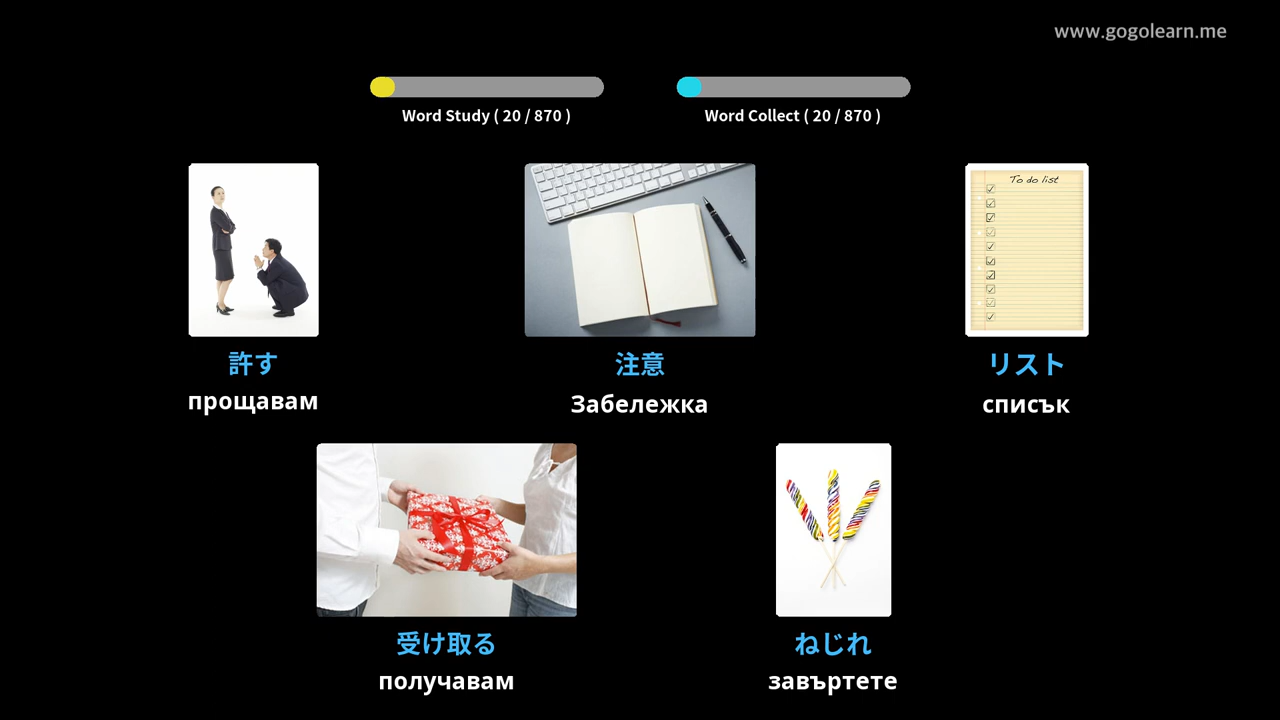 www.gogolearn.me
Word Study ( 20 / 870 )
Word Collect ( 20 / 870 )
To do list
許す
прощавам
注意
Забележка
リスト
списък
受け取る
получавам
ねじれ
завъртете